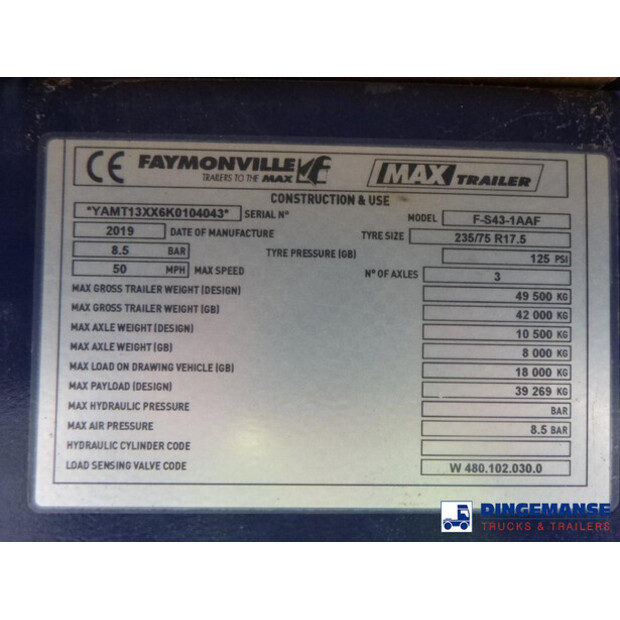 CE FAYMONVILLE MAX TRAILER
TRAILERS TO THE MAX
CONSTRUCTION & USE
*YAMT13XX6K0104043* SERIAL N° MODEL F-S43-1AAF
2019 DATE OF MANUFACTURE TYRE SIZE 235/75 R17.5
8.5 BAR TYRE PRESSURE (GB) 125 PSI
50 MPH MAX SPEED N° OF AXLES 3
MAX GROSS TRAILER WEIGHT (DESIGN) 49 500 KG
MAX GROSS TRAILER WEIGHT (GB) 42 000 KG
MAX AXLE WEIGHT (DESIGN) 10 500 KG
MAX AXLE WEIGHT (GB) 8 000 KG
MAX LOAD ON DRAWING VEHICLE (GB) 18 000 KG
MAX PAYLOAD (DESIGN) 39 269 KG
MAX HYDRAULIC PRESSURE BAR
MAX AIR PRESSURE 8.5 BAR
HYDRAULIC CYLINDER CODE
LOAD SENSING VALVE CODE W 480.102.030.0
DINGEMANSE
TRUCKS & TRAILERS